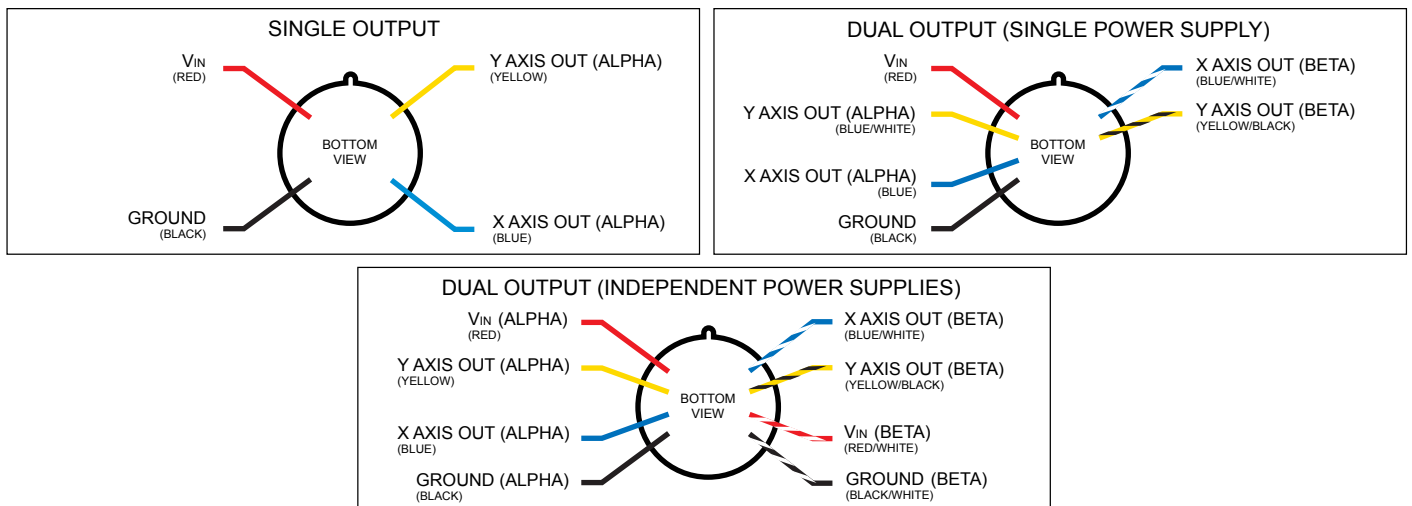 SINGLE OUTPUT
VIN
(RED)
Y AXIS OUT (ALPHA)
(YELLOW)
BOTTOM
VIEW
GROUND
(BLACK)
X AXIS OUT (ALPHA)
(BLUE)
DUAL OUTPUT (SINGLE POWER SUPPLY)
VIN
(RED)
X AXIS OUT (BETA)
(BLUE/WHITE)
Y AXIS OUT (ALPHA)
(BLUE/WHITE)
Y AXIS OUT (BETA)
(YELLOW/BLACK)
BOTTOM
VIEW
X AXIS OUT (ALPHA)
(BLUE)
GROUND
(BLACK)
DUAL OUTPUT (INDEPENDENT POWER SUPPLIES)
VIN (ALPHA)
(RED)
X AXIS OUT (BETA)
(BLUE/WHITE)
Y AXIS OUT (ALPHA)
(YELLOW)
Y AXIS OUT (BETA)
(YELLOW/BLACK)
BOTTOM
VIEW
X AXIS OUT (ALPHA)
(BLUE)
VIN (BETA)
(RED/WHITE)
GROUND (ALPHA)
(BLACK)
GROUND (BETA)
(BLACK/WHITE)